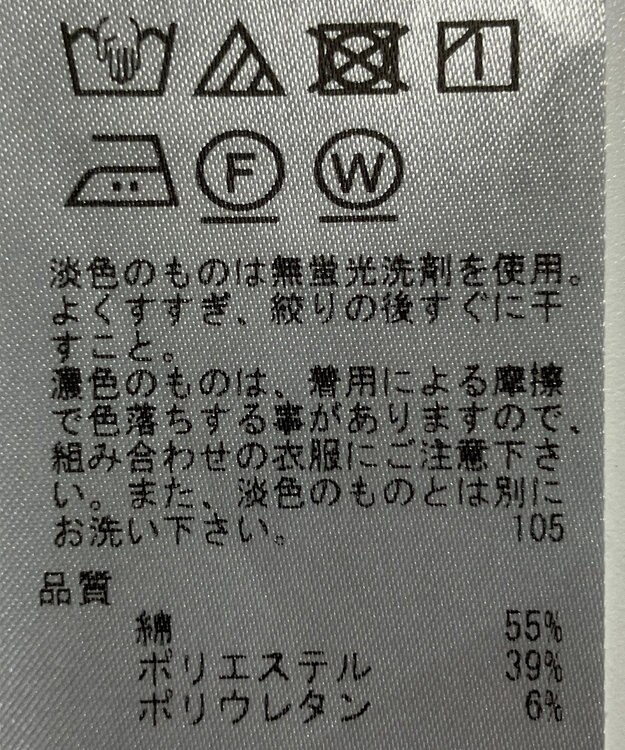 F W
淡色のものは無蛍光洗剤を使用。
よくすすぎ、絞りの後すぐに干
すこと。
濃色のものは、着用による摩擦
で色落ちする事がありますので、
組み合わせの衣服にご注意下さ
い。また、淡色のものとは別に
お洗い下さい。 105
品質
綿 55%
ポリエステル 39%
ポリウレタン 6%